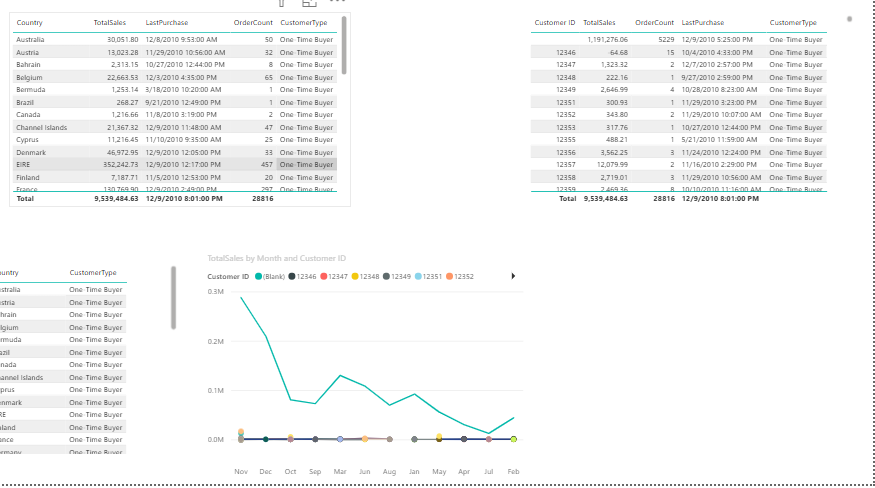 Country TotalSales LastPurchase OrderCount CustomerType
Australia 30,051.80 12/8/2010 9:53:00 AM 50 One-Time Buyer
Austria 13,023.28 11/29/2010 10:56:00 AM 32 One-Time Buyer
Bahrain 2,313.15 10/27/2010 12:44:00 PM 8 One-Time Buyer
Belgium 22,663.53 12/3/2010 4:35:00 PM 65 One-Time Buyer
Bermuda 1,253.14 3/18/2010 10:20:00 AM 1 One-Time Buyer
Brazil 268.27 9/21/2010 12:49:00 PM 1 One-Time Buyer
Canada 1,216.66 11/8/2010 3:19:00 PM 2 One-Time Buyer
Channel Islands 21,367.32 12/9/2010 11:48:00 AM 47 One-Time Buyer
Cyprus 11,216.45 11/10/2010 9:35:00 AM 25 One-Time Buyer
Denmark 46,972.95 12/9/2010 12:05:00 PM 33 One-Time Buyer
EIRE 352,242.73 12/9/2010 12:17:00 PM 457 One-Time Buyer
Finland 7,187.71 11/5/2010 12:53:00 PM 20 One-Time Buyer
France 130,769.90 12/9/2010 2:49:00 PM 297 One-Time Buyer
Total 9,539,484.63 12/9/2010 8:01:00 PM 28816
Customer ID TotalSales OrderCount LastPurchase CustomerType
1,191,276.06 5229 12/9/2010 5:25:00 PM One-Time Buyer
12346 -64.68 15 10/4/2010 4:33:00 PM One-Time Buyer
12347 1,323.32 2 12/7/2010 2:57:00 PM One-Time Buyer
12348 222.16 1 9/27/2010 2:59:00 PM One-Time Buyer
12349 2,646.99 4 10/28/2010 8:23:00 AM One-Time Buyer
12351 300.93 1 11/29/2010 3:23:00 PM One-Time Buyer
12352 343.80 2 11/29/2010 10:07:00 AM One-Time Buyer
12353 317.76 1 10/27/2010 12:44:00 PM One-Time Buyer
12355 488.21 1 5/21/2010 11:59:00 AM One-Time Buyer
12356 3,562.25 3 11/24/2010 12:24:00 PM One-Time Buyer
12357 12,079.99 2 11/16/2010 2:29:00 PM One-Time Buyer
12358 2,719.01 3 11/29/2010 10:56:00 AM One-Time Buyer
12359 2,469.36 8 10/10/2010 11:16:00 AM One-Time Buyer
Total 9,539,484.63 28816 12/9/2010 8:01:00 PM
ountry CustomerType
ustralia One-Time Buyer
stria One-Time Buyer
hrain One-Time Buyer
lgium One-Time Buyer
rmuda One-Time Buyer
azil One-Time Buyer
nada One-Time Buyer
annel Islands One-Time Buyer
prus One-Time Buyer
nmark One-Time Buyer
RE One-Time Buyer
nland One-Time Buyer
ance One-Time Buyer
ermany One-Time Buyer
TotalSales by Month and Customer ID
Customer ID (Blank) 12346 12347 12348 12349 12351 12352
0.3M
0.2M
0.1M
0.0M
Nov Dec Oct Sep Mar Jun Aug Jan May Apr Jul Feb